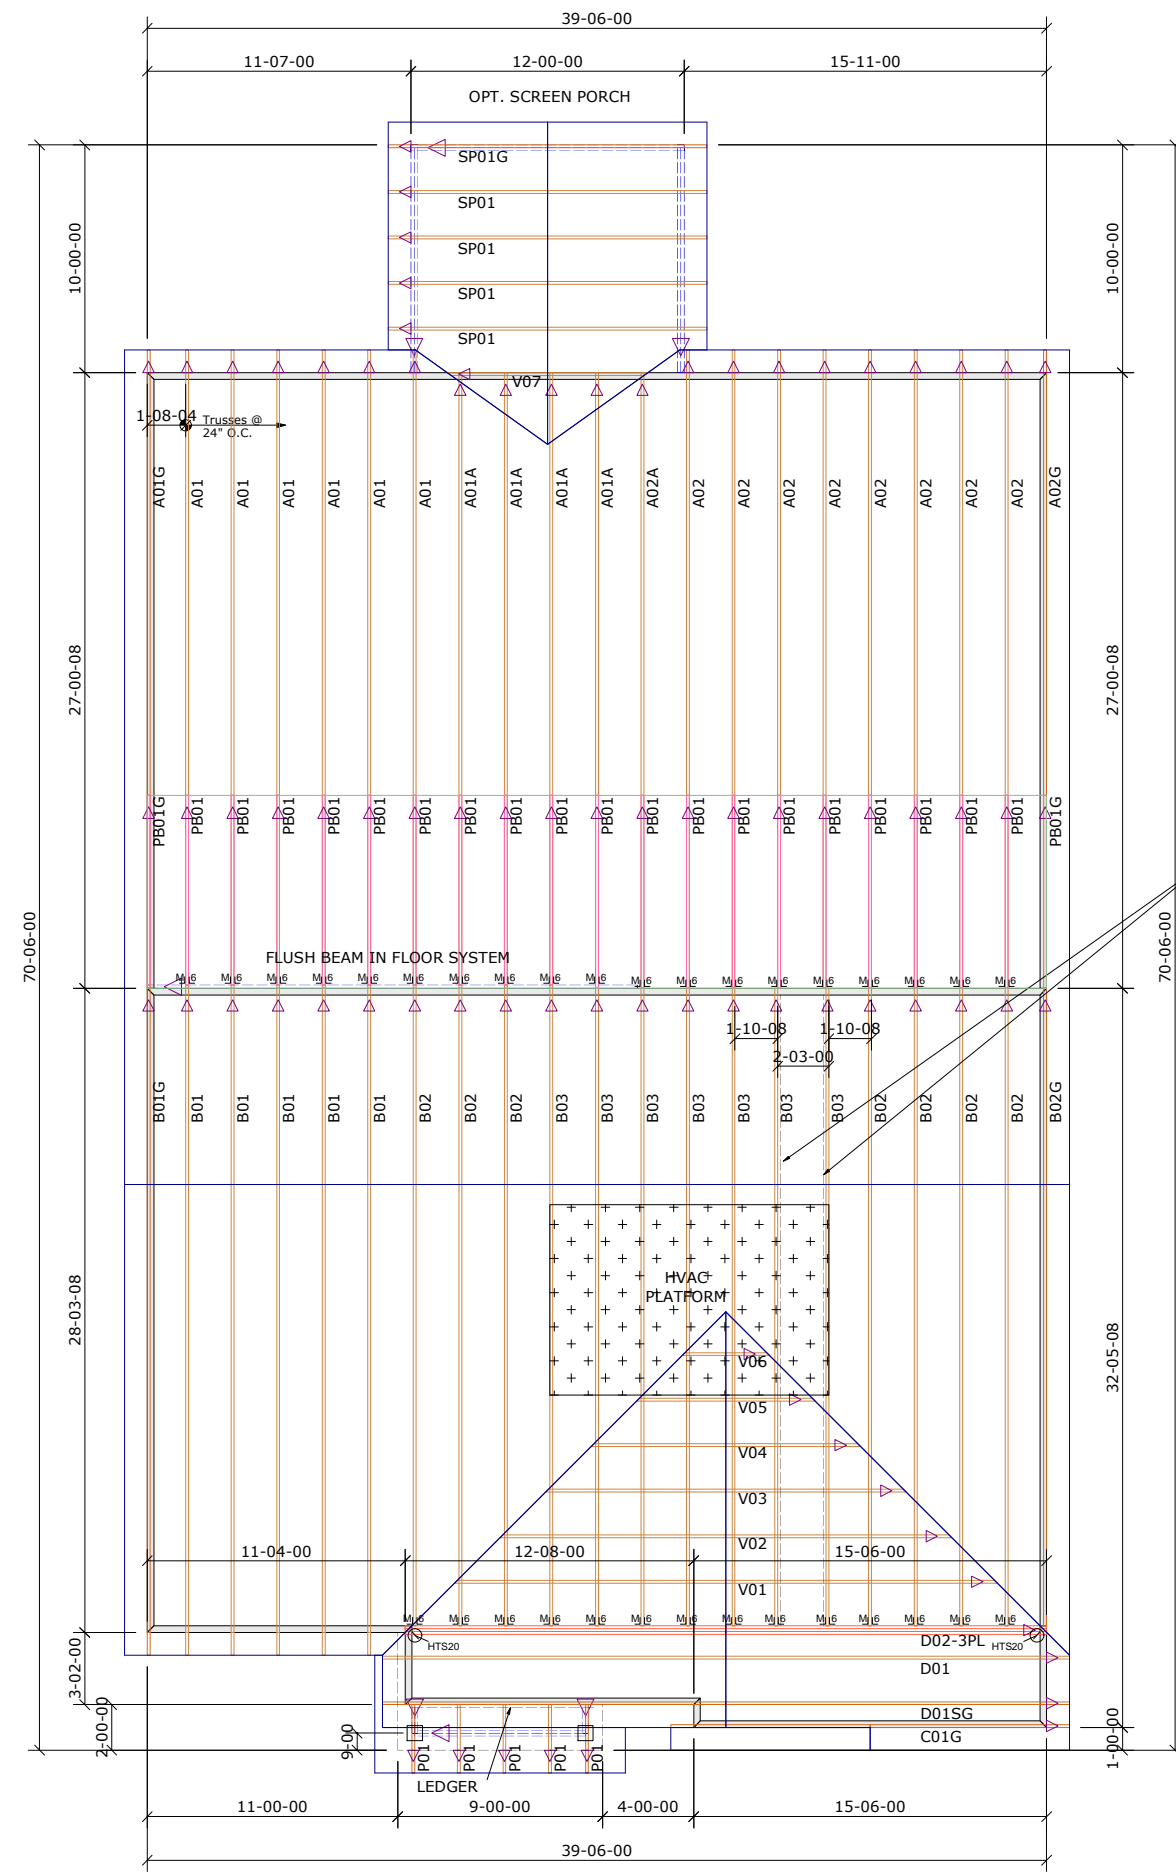 39-06-00
11-07-00 12-00-00 15-11-00
OPT. SCREEN PORCH
SP01G
SP01
SP01
SP01
SP01
10-00-00 10-00-00
V07
1-08-04 Trusses @
24" O.C.
A01G A01 A01 A01 A01 A01 A01 A01A A01A A01A A01A A02A A02 A02 A02 A02 A02 A02 A02 A02 A02G
27-00-08 27-00-08
PB01G PB01 PB01 PB01 PB01 PB01 PB01 PB01 PB01 PB01 PB01 PB01 PB01 PB01 PB01 PB01 PB01 PB01 PB01 PB01 PB01G
70-06-00 70-06-00
FLUSH BEAM IN FLOOR SYSTEM
1-10-08 1-10-08
2-03-00
B01G B01 B01 B01 B01 B01 B02 B02 B02 B03 B03 B03 B03 B03 B03 B03 B02 B02 B02 B02 B02G
HVAC
PLATFORM
28-03-08 32-05-08
V06
V05
V04
V03
V02
V01
11-04-00 12-08-00 15-06-00
HTS20 D02-3PL HTS20
D01
D01SG
C01G
3-02-00
2-00-00
9-00
1-00-00
P01 P01 P01 P01 P01
LEDGER
11-00-00 9-00-00 4-00-00 15-06-00
39-06-00